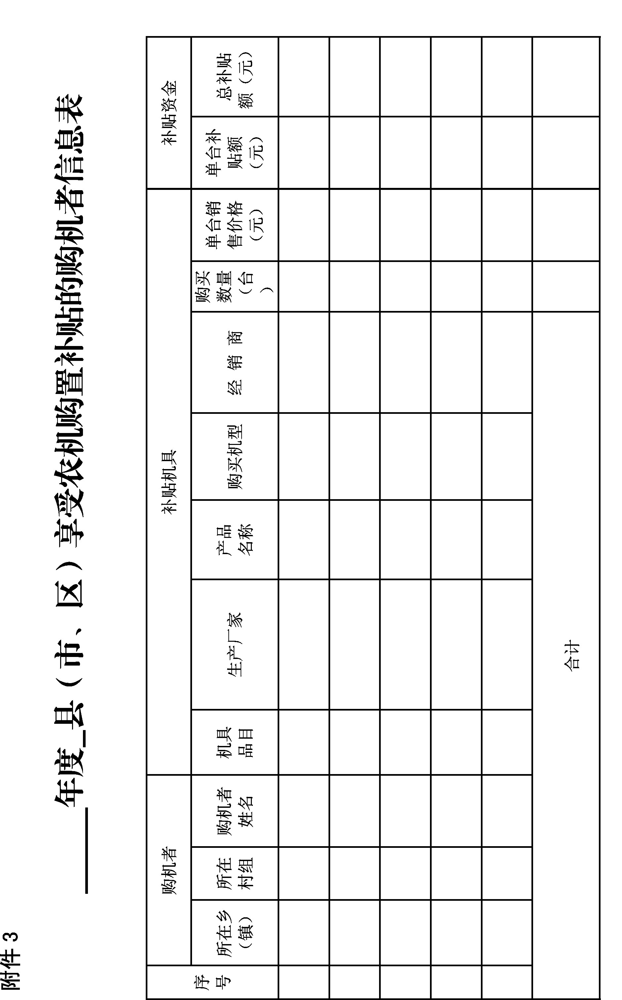 附件 3
____年度_县（市、区）享受农机购置补贴的购机者信息表
序
号
购机者
补贴机具
补贴资金
所在乡
（镇）
所在
村组
购机者
姓名
机具
品目
生产厂家
产品
名称
购买机型
经 销 商
购买
数量
（台
）
单台销
售价格
（元）
单台补
贴额
（元）
总补贴
额（元）
合计